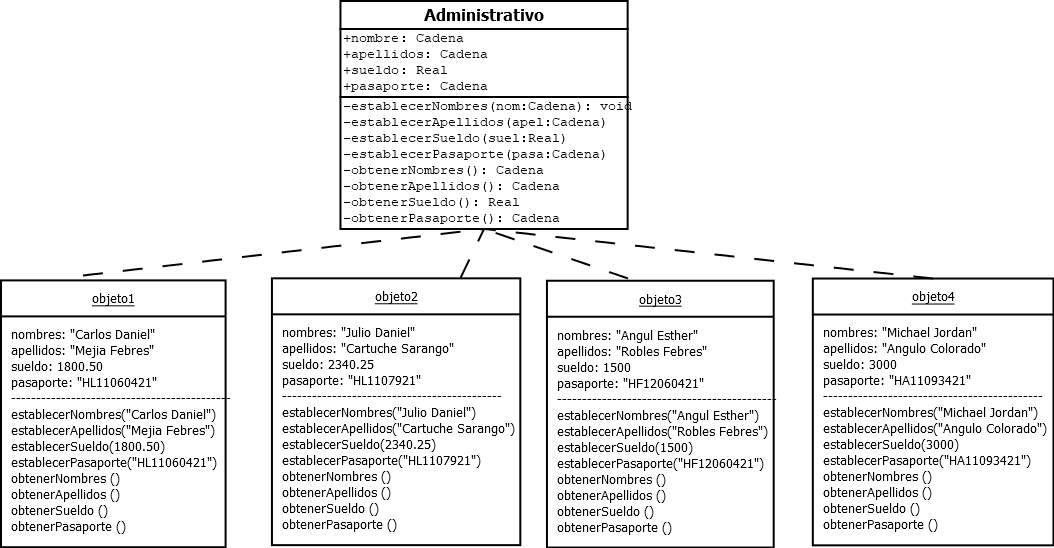 Administrativo
+nombre: Cadena
+apellidos: Cadena
+sueldo: Real
+pasaporte: Cadena
-establecerNombres(nom:Cadena): void
-establecerApellidos(apel:Cadena)
-establecerSueldo(suel:Real)
-establecerPasaporte(pasa:Cadena)
-obtenerNombres(): Cadena
-obtenerApellidos(): Cadena
-obtenerSueldo(): Real
-obtenerPasaporte(): Cadena
objeto1
nombres: "Carlos Daniel"
apellidos: "Mejia Febres"
sueldo: 1800.50
pasaporte: "HL11060421"
establecerNombres("Carlos Daniel")
establecerApellidos("Mejia Febres")
establecerSueldo(1800.50)
establecerPasaporte("HL11060421")
obtenerNombres ()
obtenerApellidos ()
obtenerSueldo ()
obtenerPasaporte ()
objeto2
nombres: "Julio Daniel"
apellidos: "Cartuche Sarango"
sueldo: 2340.25
pasaporte: "HL1107921"
establecerNombres("Julio Daniel")
establecerApellidos("Cartuche Sarango")
establecerSueldo(2340.25)
establecerPasaporte("HL1107921")
obtenerNombres ()
obtenerApellidos ()
obtenerSueldo ()
obtenerPasaporte ()
objeto3
nombres: "Angul Esther"
apellidos: "Robles Febres"
sueldo: 1500
pasaporte: "HF12060421"
establecerNombres("Angul Esther")
establecerApellidos("Robles Febres")
establecerSueldo(1500)
establecerPasaporte("HF12060421")
obtenerNombres ()
obtenerApellidos ()
obtenerSueldo ()
obtenerPasaporte ()
objeto4
nombres: "Michael Jordan"
apellidos: "Angulo Colorado"
sueldo: 3000
pasaporte: "HA11093421"
establecerNombres("Michael Jordan")
establecerApellidos("Angulo Colorado")
establecerSueldo(3000)
establecerPasaporte("HA11093421")
obtenerNombres ()
obtenerApellidos ()
obtenerSueldo ()
obtenerPasaporte ()